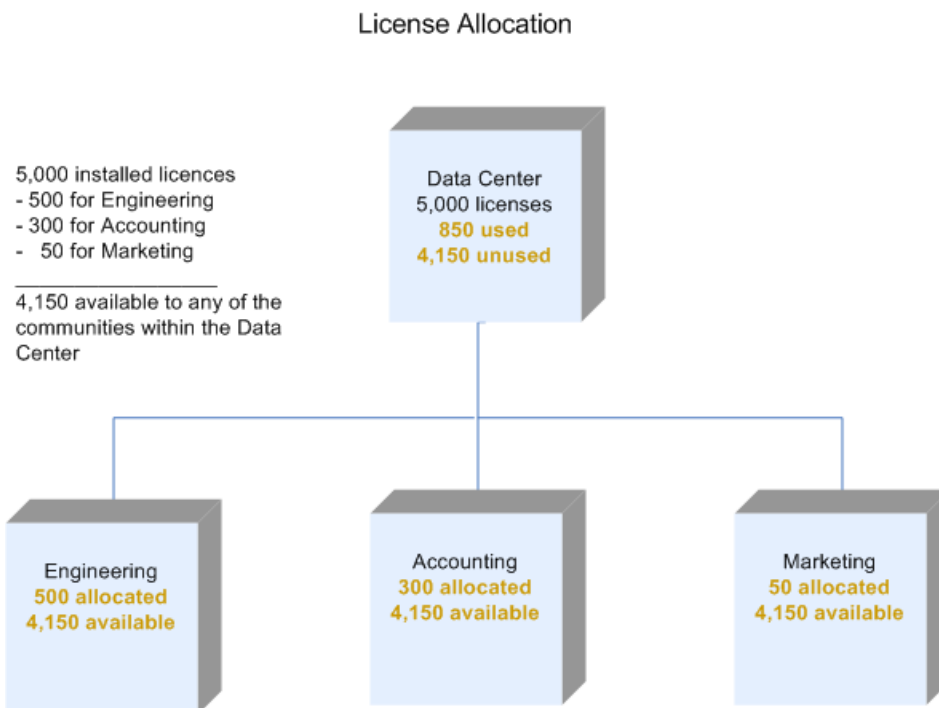 License Allocation
5,000 installed licences
- 500 for Engineering
- 300 for Accounting
- 50 for Marketing
4,150 available to any of the
communities within the Data
Center
Data Center
5,000 licenses
850 used
4,150 unused
Engineering
500 allocated
4,150 available
Accounting
300 allocated
4,150 available
Marketing
50 allocated
4,150 available